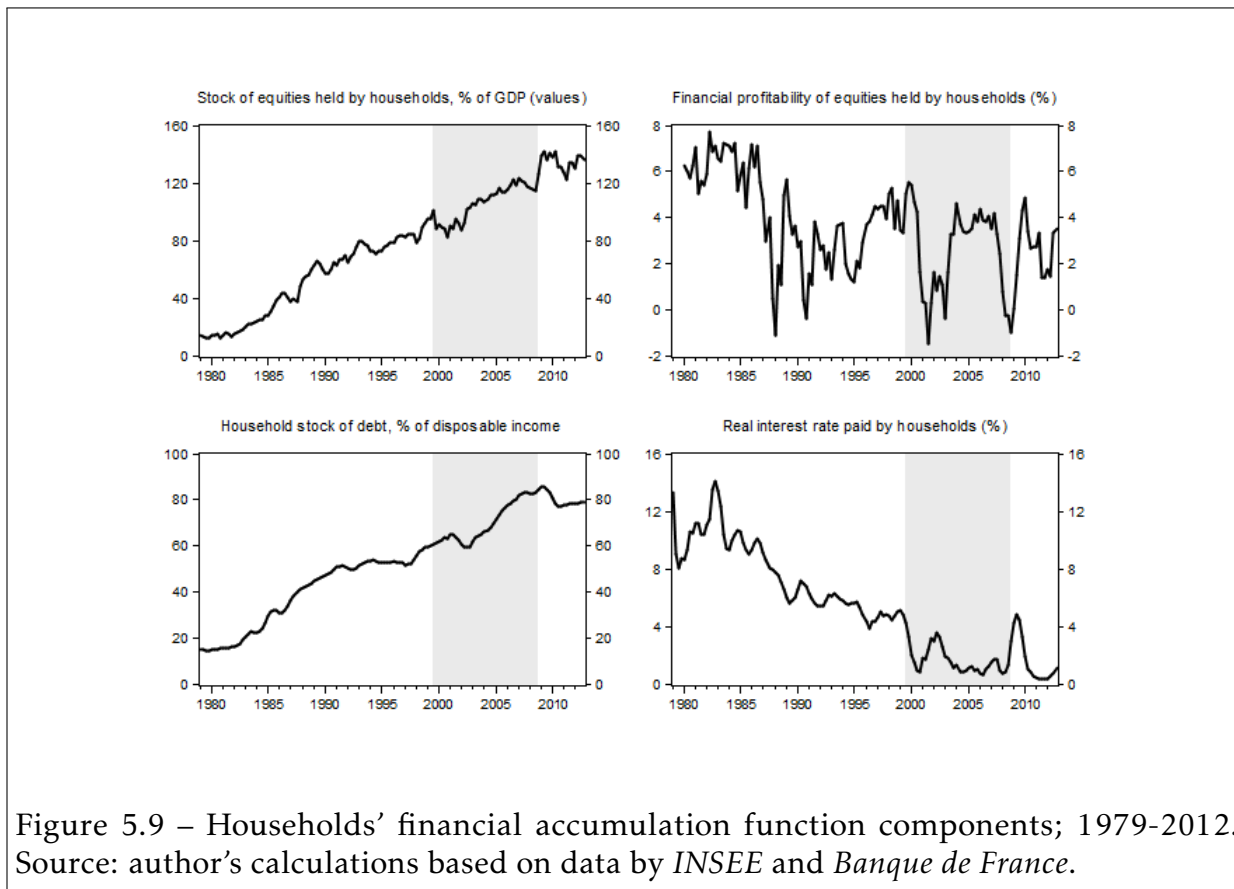 Stock of equities held by households, % of GDP (values)
160 160
120 120
80 80
40 40
0 0
1980 1985 1990 1995 2000 2005 2010
Financial profitability of equities held by households (%)
8 8
6 6
4 4
2 2
0 0
-2 -2
1980 1985 1990 1995 2000 2005 2010
Household stock of debt, % of disposable income
100 100
80 80
60 60
40 40
20 20
0 0
1980 1985 1990 1995 2000 2005 2010
Real interest rate paid by households (%)
16 16
12 12
8 8
4 4
0 0
1980 1985 1990 1995 2000 2005 2010
Figure 5.9 – Households’ financial accumulation function components; 1979-2012.
Source: author’s calculations based on data by INSEE and Banque de France.